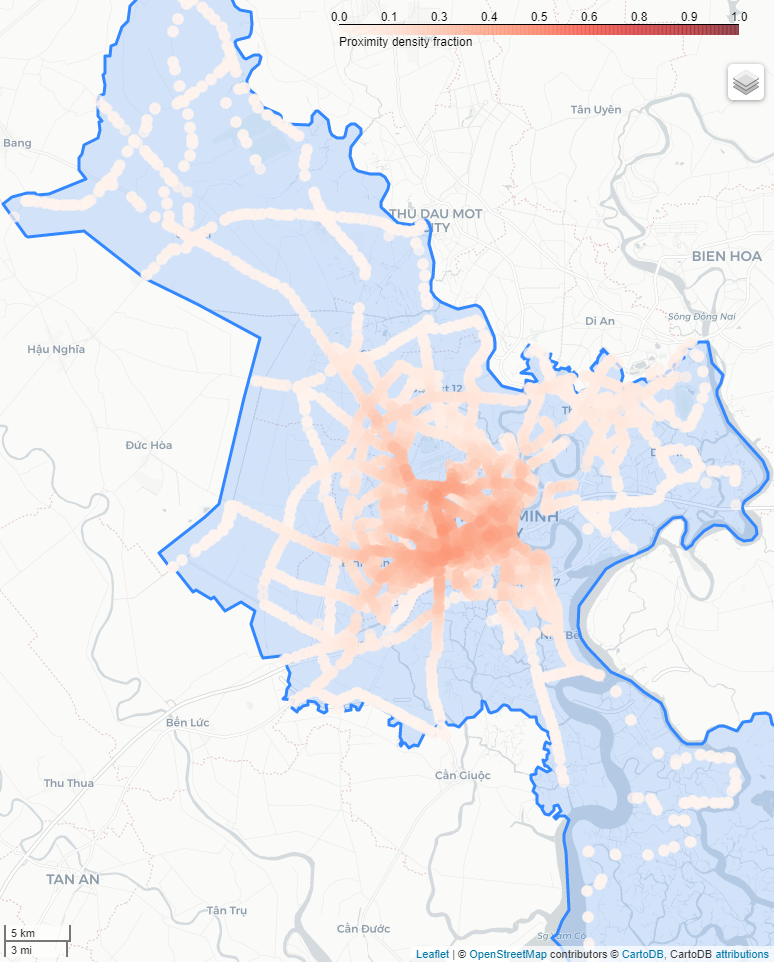 0.0 0.1 0.3 0.4 0.5 0.6 0.8 0.9 1.0
Proximity density fraction
Tân Uyên
Bang
THU DAU MOT
CITY
BIEN HOA
Sông Đồng Nai
Di An
Hậu Nghĩa
12
Đức Hòa
MINH
Bến Lức
Cần Giuộc
Thu Thua
TAN AN
Tân Trụ
Cần Đước
5 km
3 mi
Leaflet | © OpenStreetMap contributors © CartoDB, CartoDB attributions